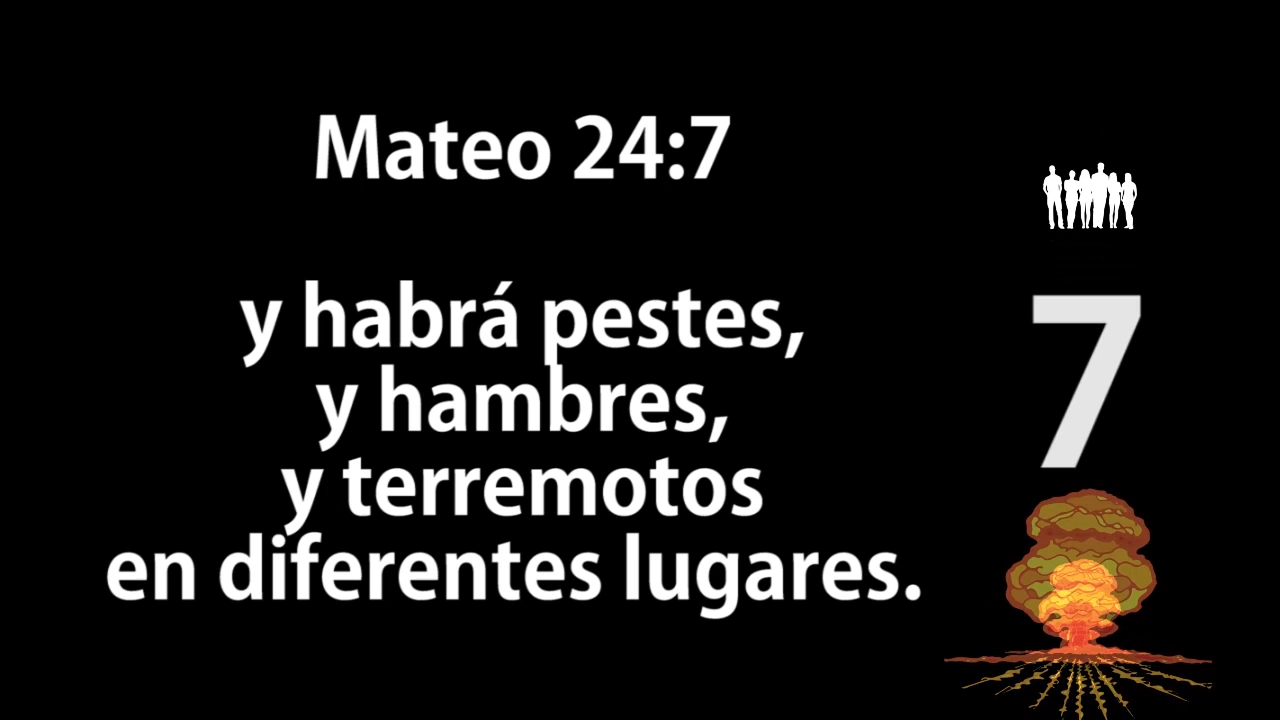 Mateo 24:7
y habrá pestes,
y hambres,
y terremotos
en diferentes lugares.
7